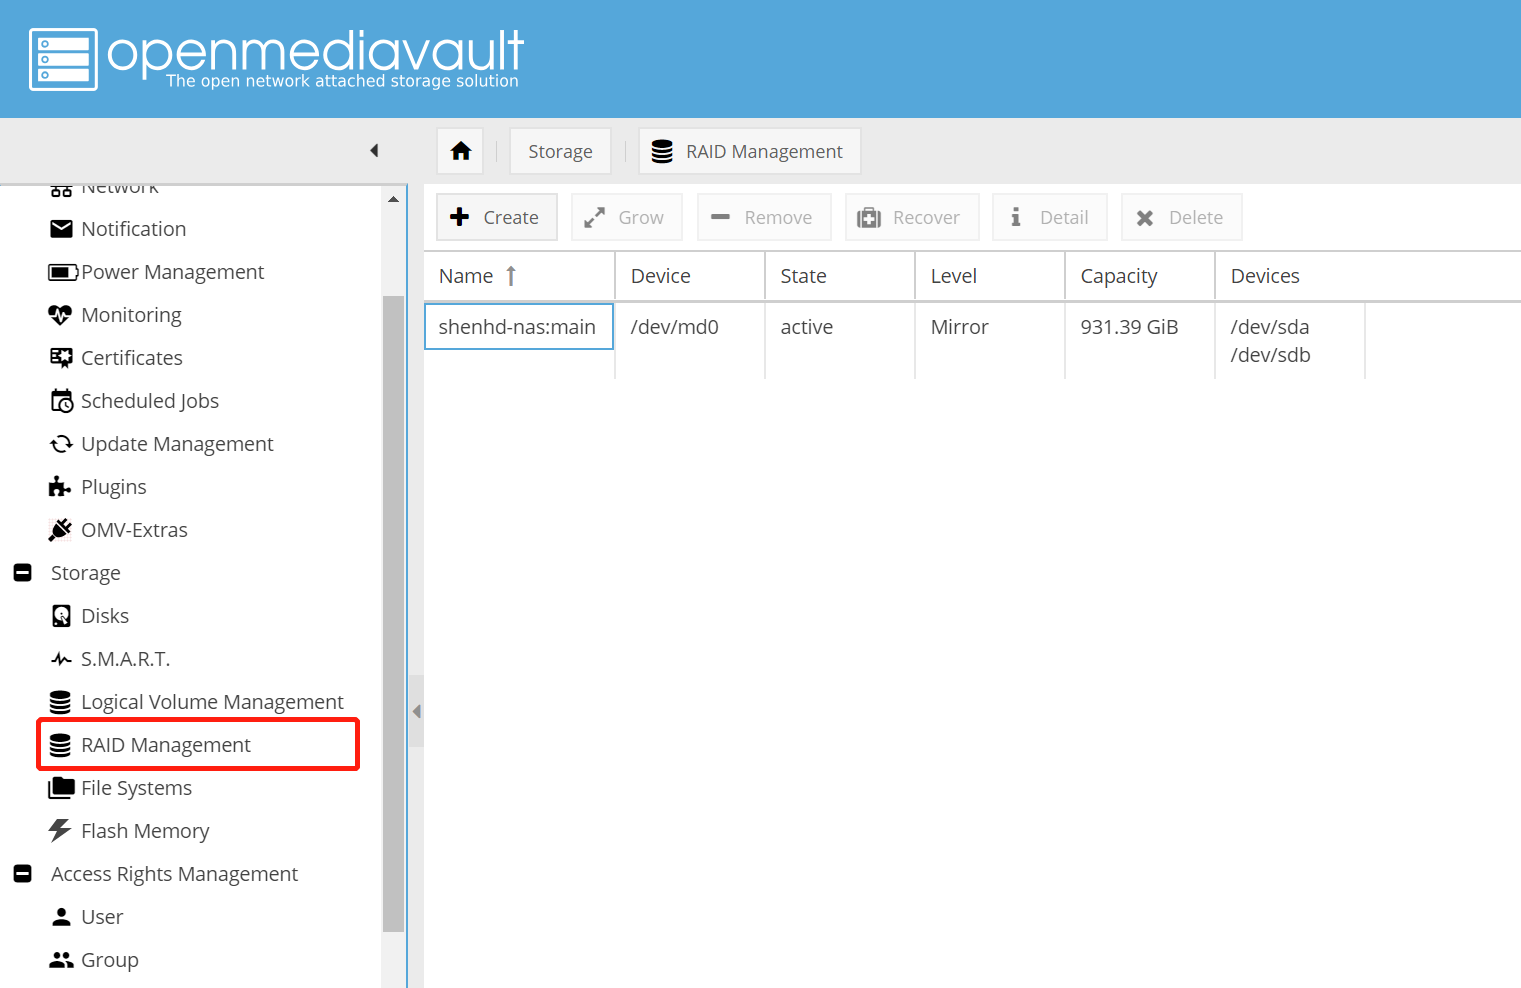 openmediavault
The open network attached storage solution
Storage
RAID Management
Network
Notification
Power Management
Monitoring
Certificates
Scheduled Jobs
Update Management
Plugins
OMV-Extras
Storage
Disks
S.M.A.R.T.
Logical Volume Management
RAID Management
File Systems
Flash Memory
Access Rights Management
User
Group
Create Grow Remove Recover Detail Delete
Name Device State Level Capacity Devices
shenhd-nas:main /dev/md0 active Mirror 931.39 GiB /dev/sda
/dev/sdb